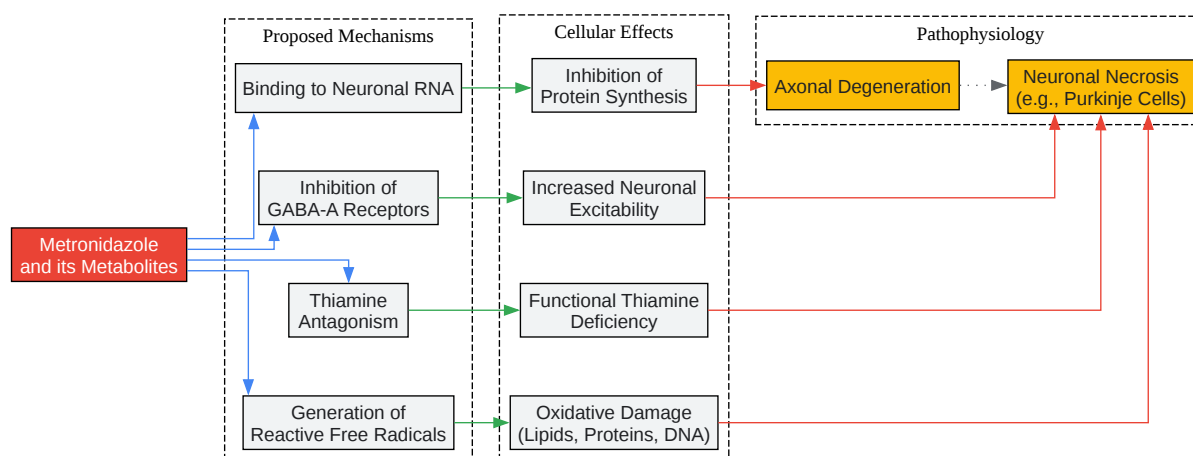 Proposed Mechanisms
Cellular Effects
Pathophysiology
Binding to Neuronal RNA
Inhibition of
Protein Synthesis
Axonal Degeneration
Neuronal Necrosis
(e.g., Purkinje Cells)
Inhibition of
GABA-A Receptors
Increased Neuronal
Excitability
Metronidazole
and its Metabolites
Thiamine
Antagonism
Functional Thiamine
Deficiency
Generation of
Reactive Free Radicals
Oxidative Damage
(Lipids, Proteins, DNA)